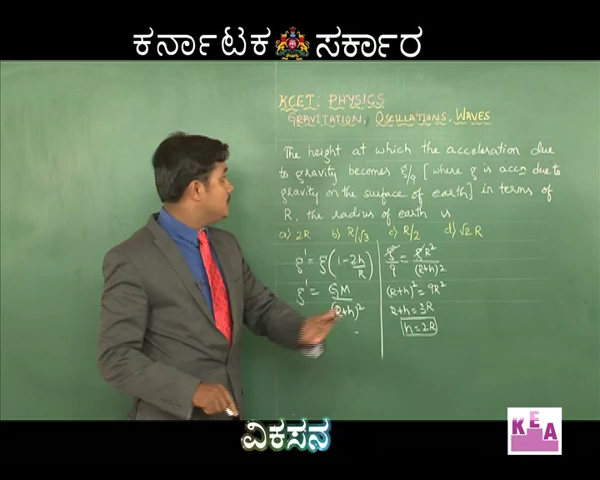 ಕರ್ನಾಟಕ ಸರ್ಕಾರ
KCET. PHYSICS
GRAVITATION, OSCILLATIONS, WAVES
The height at which the acceleration due
to gravity becomes g/9 [where g is accn due to
gravity on the surface of earth] in terms of
R, the radius of earth is
a) 2R b) R/√3 c) R/2 d) √2 R
g' = g(1-2h/R)
g' = GM/(R+h)²
g/9 = gR²/(R+h)2
(R+h)² = 9R²
R+h = 3R
h = 2R
ವಿಕಸನ
KEA